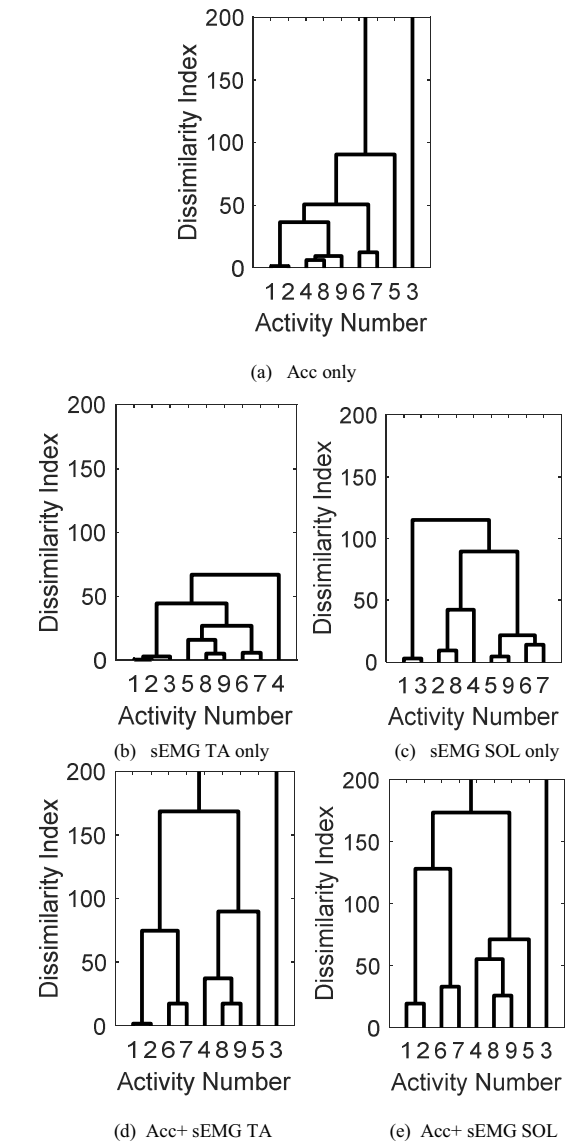 200
150
100
50
0
Dissimilarity Index
1 2 4 8 9 6 7 5 3
Activity Number
(a) Acc only
200
150
100
50
0
Dissimilarity Index
1 2 3 5 8 9 6 7 4
Activity Number
(b) sEMG TA only
200
150
100
50
0
Dissimilarity Index
1 3 2 8 4 5 9 6 7
Activity Number
(c) sEMG SOL only
200
150
100
50
0
Dissimilarity Index
1 2 6 7 4 8 9 5 3
Activity Number
(d) Acc+ sEMG TA
200
150
100
50
0
Dissimilarity Index
1 2 6 7 4 8 9 5 3
Activity Number
(e) Acc+ sEMG SOL